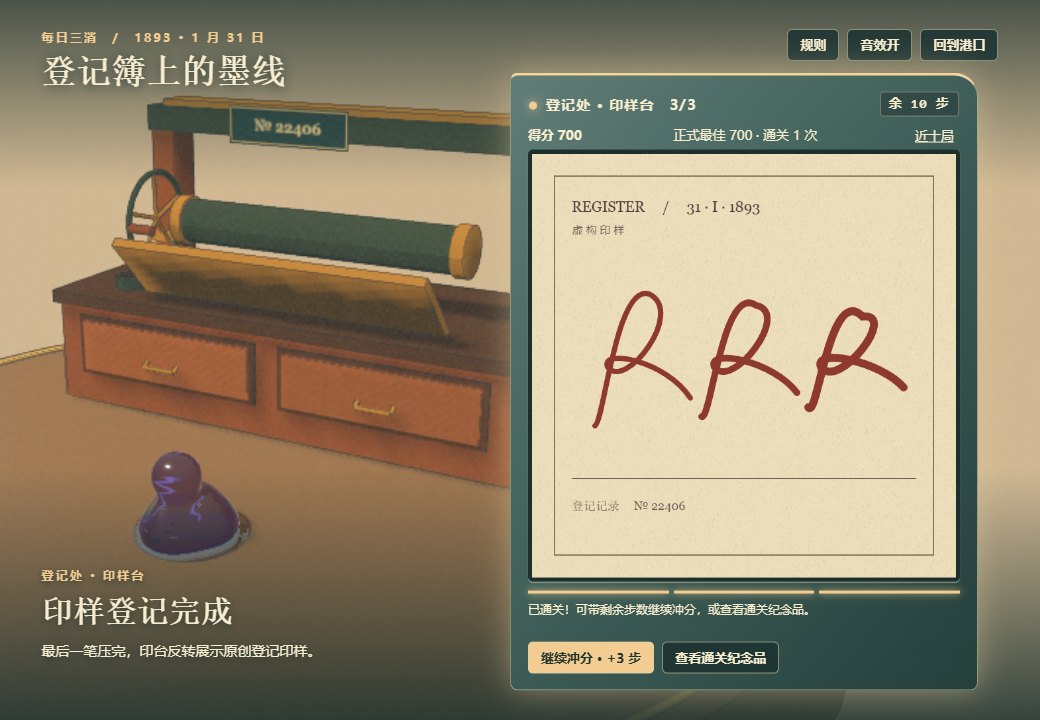 每日三消 / 1893 · 1 月 31 日
登记簿上的墨线
规则
音效开
回到港口
№ 22406
登记处 · 印样台 3/3
余 10 步
得分 700
正式最佳 700 · 通关 1 次
近十局
REGISTER / 31 · I · 1893
虚构印样
R R R
登记记录 № 22406
登记处 · 印样台
印样登记完成
最后一笔压完，印台反转展示原创登记印样。
已通关！可带剩余步数继续冲分，或查看通关纪念品。
继续冲分 · +3 步
查看通关纪念品